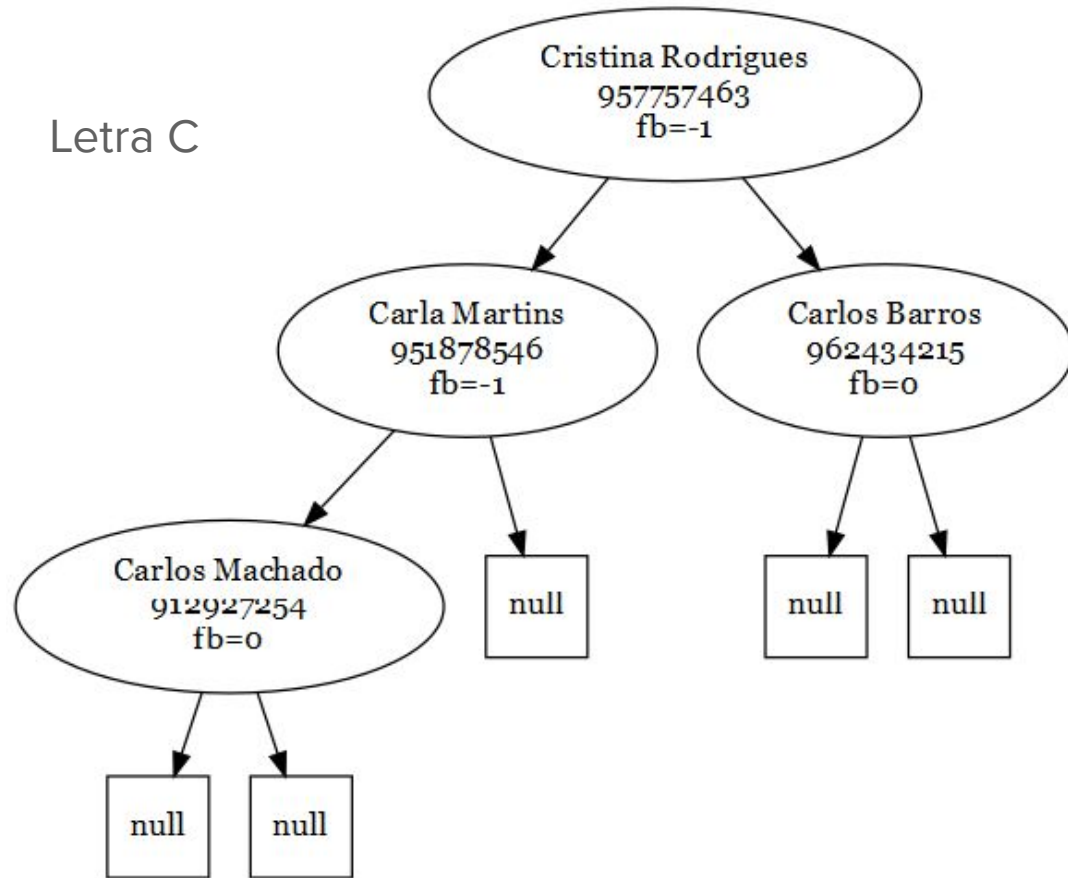 Letra C
Cristina Rodrigues
957757463
fb=-1
Carla Martins
951878546
fb=-1
Carlos Barros
962434215
fb=0
Carlos Machado
912927254
fb=0
null
null
null
null
null